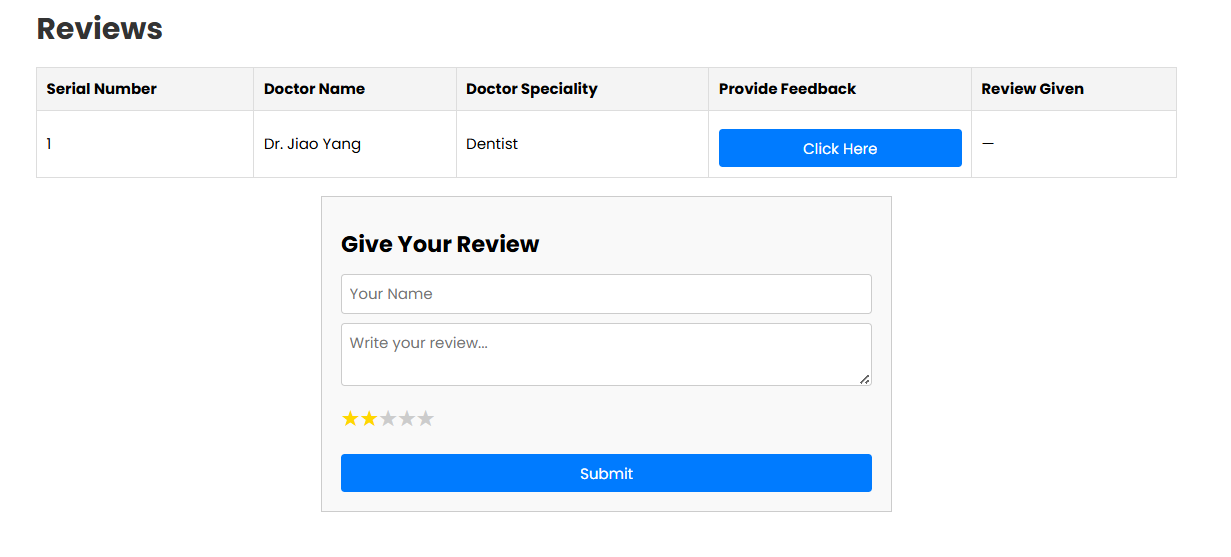 Reviews
Serial Number Doctor Name Doctor Speciality Provide Feedback Review Given
1 Dr. Jiao Yang Dentist Click Here —
Give Your Review
Your Name
Write your review...
Submit